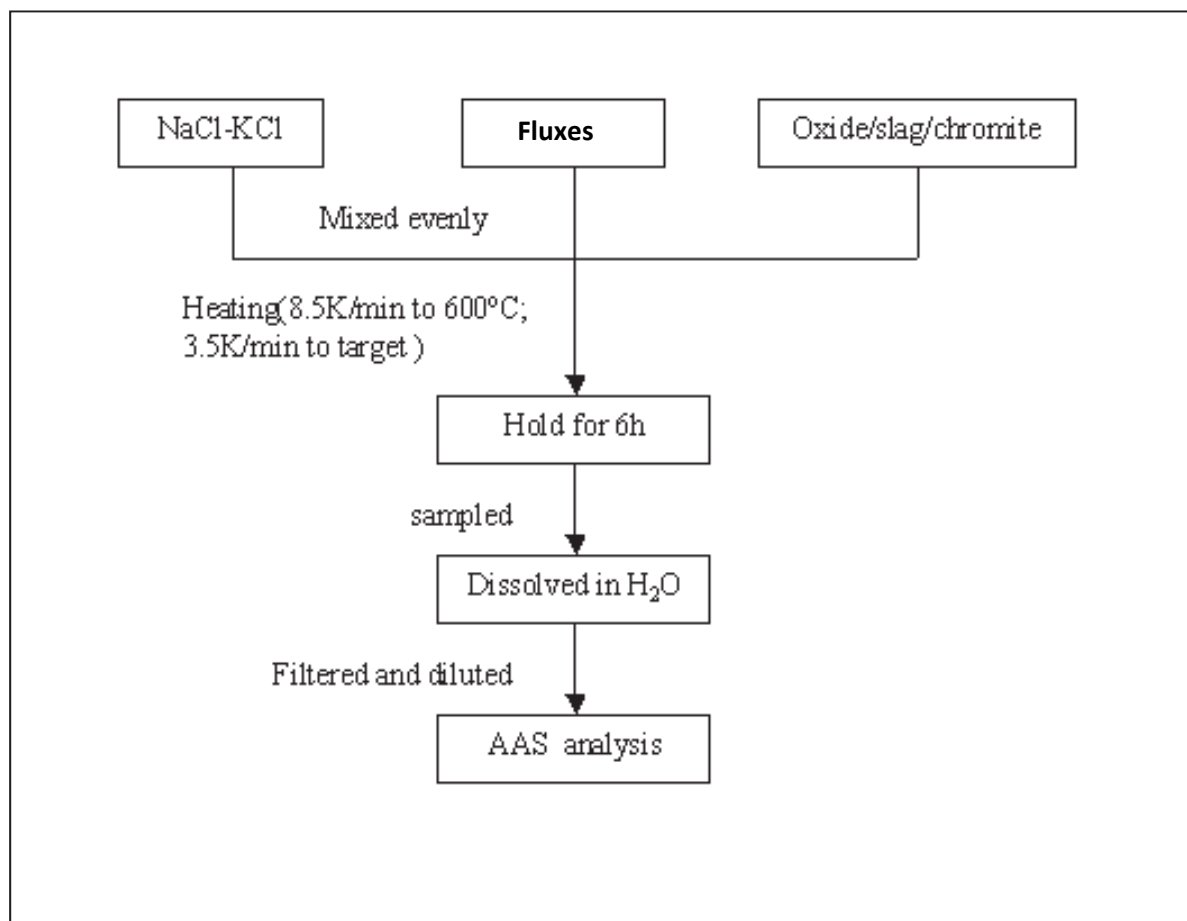 NaCl-KCl
Fluxes
Oxide/slag/chromite
Mixed evenly
Heating(8.5K/min to 600°C;
3.5K/min to target )
Hold for 6h
sampled
Dissolved in H₂O
Filtered and diluted
AAS analysis